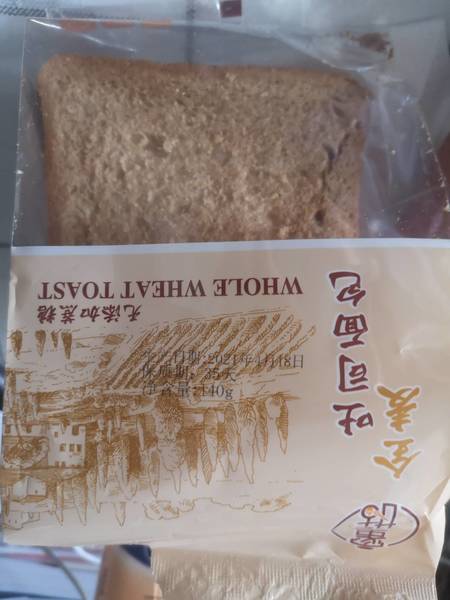 全麦
吐司面包
WHOLE WHEAT TOAST
无添加蔗糖
生产日期:2021年4月18日
保质期: 35天
净含量:140g